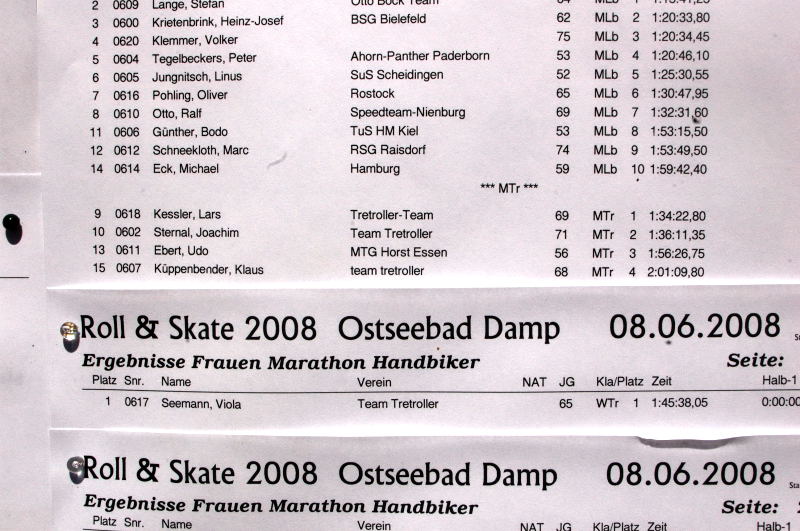 2 0609 Lange, Stefan Otto Bock Team 64 MLb 1
3 0600 Krietenbrink, Heinz-Josef BSG Bielefeld 62 MLb 2 1:20:33,80
4 0620 Klemmer, Volker 75 MLb 3 1:20:34,45
5 0604 Tegelbeckers, Peter Ahorn-Panther Paderborn 53 MLb 4 1:20:46,10
6 0605 Jungnitsch, Linus SuS Scheidingen 52 MLb 5 1:25:30,55
7 0616 Pohling, Oliver Rostock 65 MLb 6 1:30:47,95
8 0610 Otto, Ralf Speedteam-Nienburg 69 MLb 7 1:32:31,60
11 0606 Günther, Bodo TuS HM Kiel 53 MLb 8 1:53:15,50
12 0612 Schneekloth, Marc RSG Raisdorf 74 MLb 9 1:53:49,50
14 0614 Eck, Michael Hamburg 59 MLb 10 1:59:42,40
*** MTr ***
9 0618 Kessler, Lars Tretroller-Team 69 MTr 1 1:34:22,80
10 0602 Sternal, Joachim Team Tretroller 71 MTr 2 1:36:11,35
13 0611 Ebert, Udo MTG Horst Essen 56 MTr 3 1:56:26,75
15 0607 Küppenbender, Klaus team tretroller 68 MTr 4 2:01:09,80
Roll & Skate 2008 Ostseebad Damp 08.06.2008
Ergebnisse Frauen Marathon Handbiker Seite:
Platz Snr. Name Verein NAT JG Kla/Platz Zeit Halb-1
1 0617 Seemann, Viola Team Tretroller 65 WTr 1 1:45:38,05 0:00:00
Roll & Skate 2008 Ostseebad Damp 08.06.2008 Sta
Ergebnisse Frauen Marathon Handbiker Seite:
Platz Snr. Name Verein NAT JG Kla/Platz Zeit Halb-1